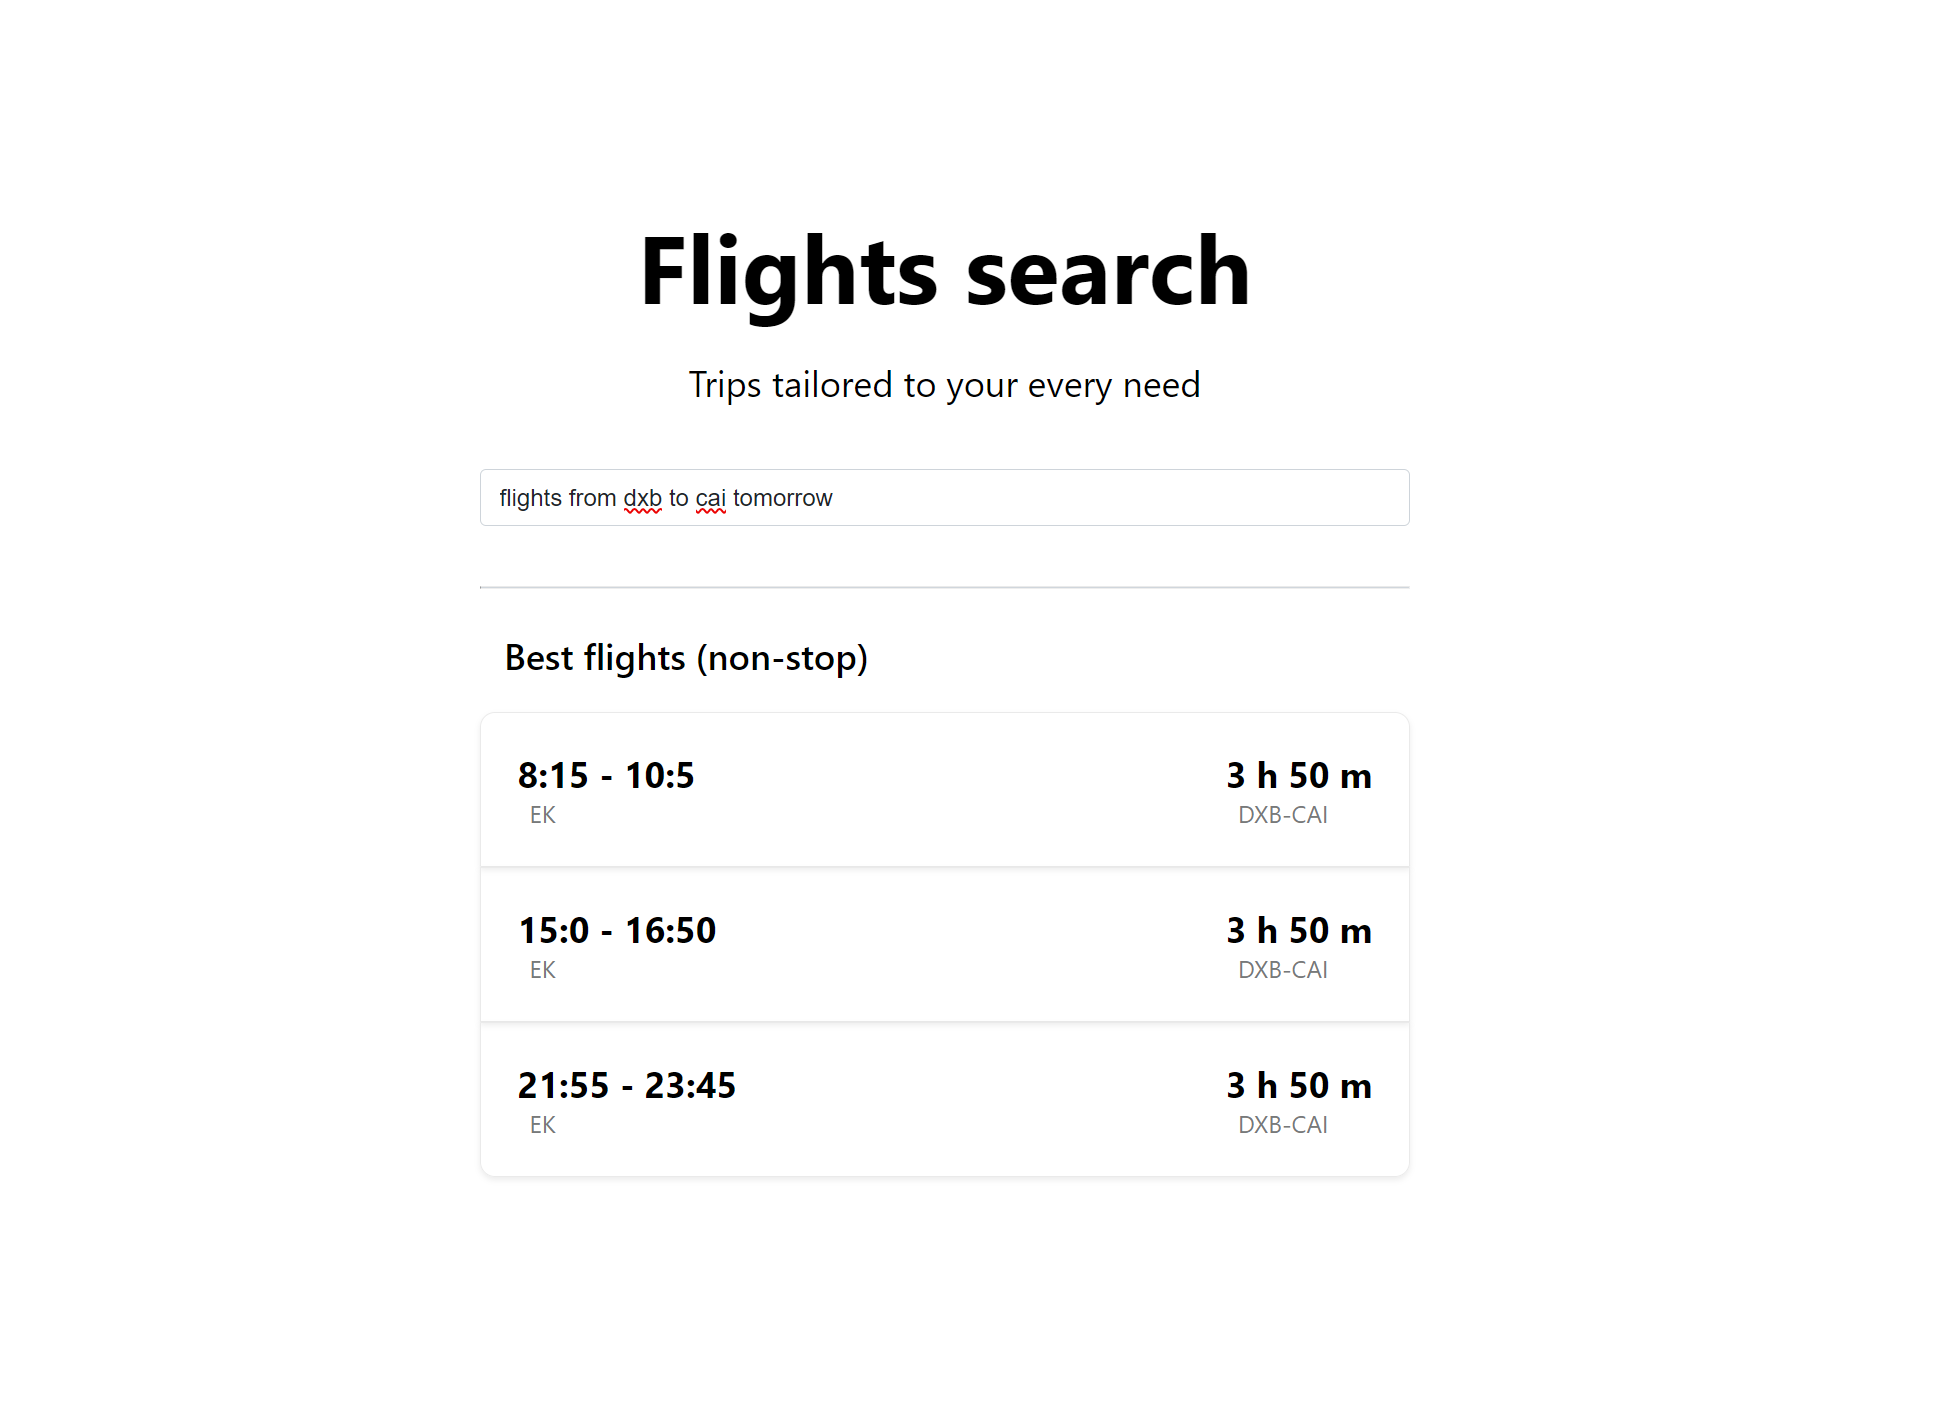 Flights search
Trips tailored to your every need
flights from dxb to cai tomorrow
Best flights (non-stop)
8:15 - 10:5
3 h 50 m
EK
DXB-CAI
15:0 - 16:50
3 h 50 m
EK
DXB-CAI
21:55 - 23:45
3 h 50 m
EK
DXB-CAI